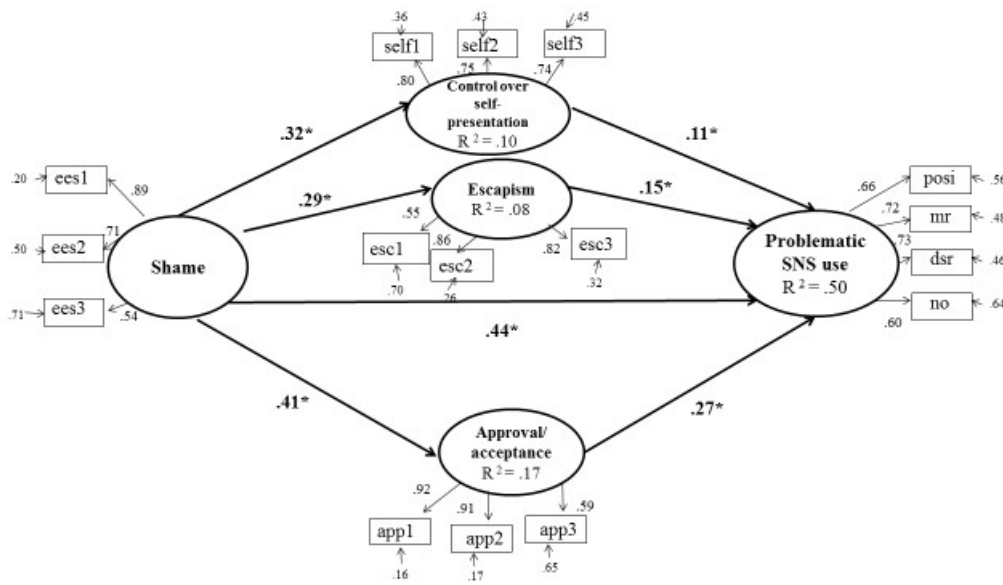 .36
.43
.45
self1
self2
self3
.80
.75
.74
Control over
self-
presentation
R² = .10
.32*
.11*
.20
ees1
.89
.50
ees2
.71
.71
ees3
.54
Shame
.29*
Escapism
R² = .08
.15*
.55
.86
.82
esc1
esc2
esc3
.70
.26
.32
.44*
Problematic
SNS use
R² = .50
.66
posi
.56
.72
mr
.48
.73
dsr
.46
.60
no
.64
.41*
.27*
Approval/
acceptance
R² = .17
.92
.91
.59
app1
app2
app3
.16
.17
.65